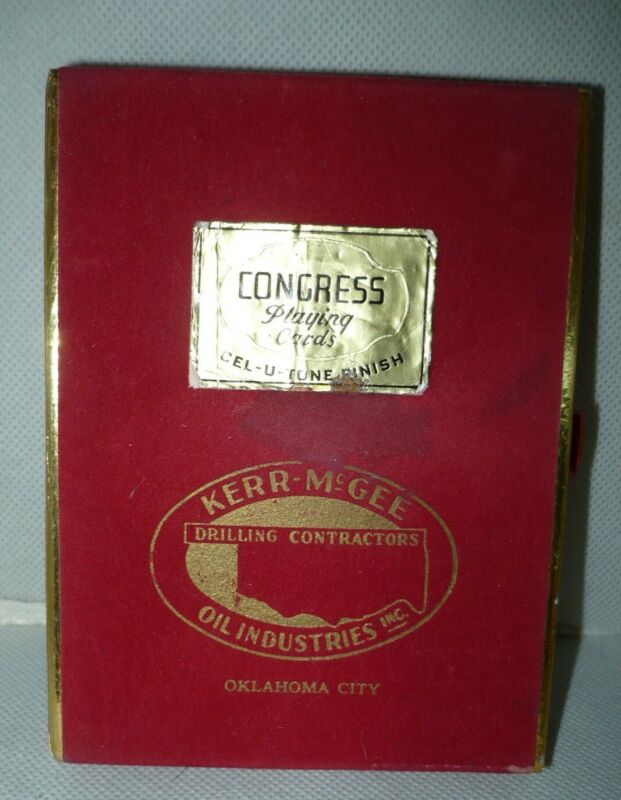 CONGRESS
Playing
Cards
CEL-U-TONE FINISH
KERR-McGEE
DRILLING CONTRACTORS
OIL INDUSTRIES INC.
OKLAHOMA CITY